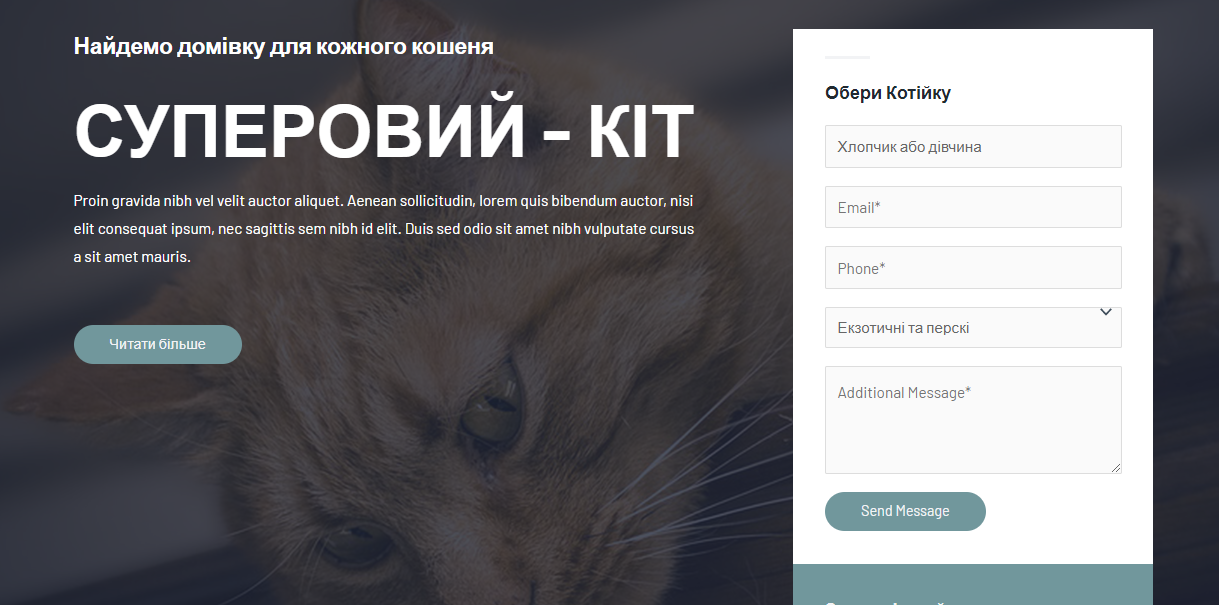 Найдемо домівку для кожного кошеня
СУПЕРОВИЙ - КІТ
Proin gravida nibh vel velit auctor aliquet. Aenean sollicitudin, lorem quis bibendum auctor, nisi
elit consequat ipsum, nec sagittis sem nibh id elit. Duis sed odio sit amet nibh vulputate cursus
a sit amet mauris.
Читати більше
Обери Котійку
Хлопчик або дівчина
Email*
Phone*
Екзотичні та перскі
Additional Message*
Send Message